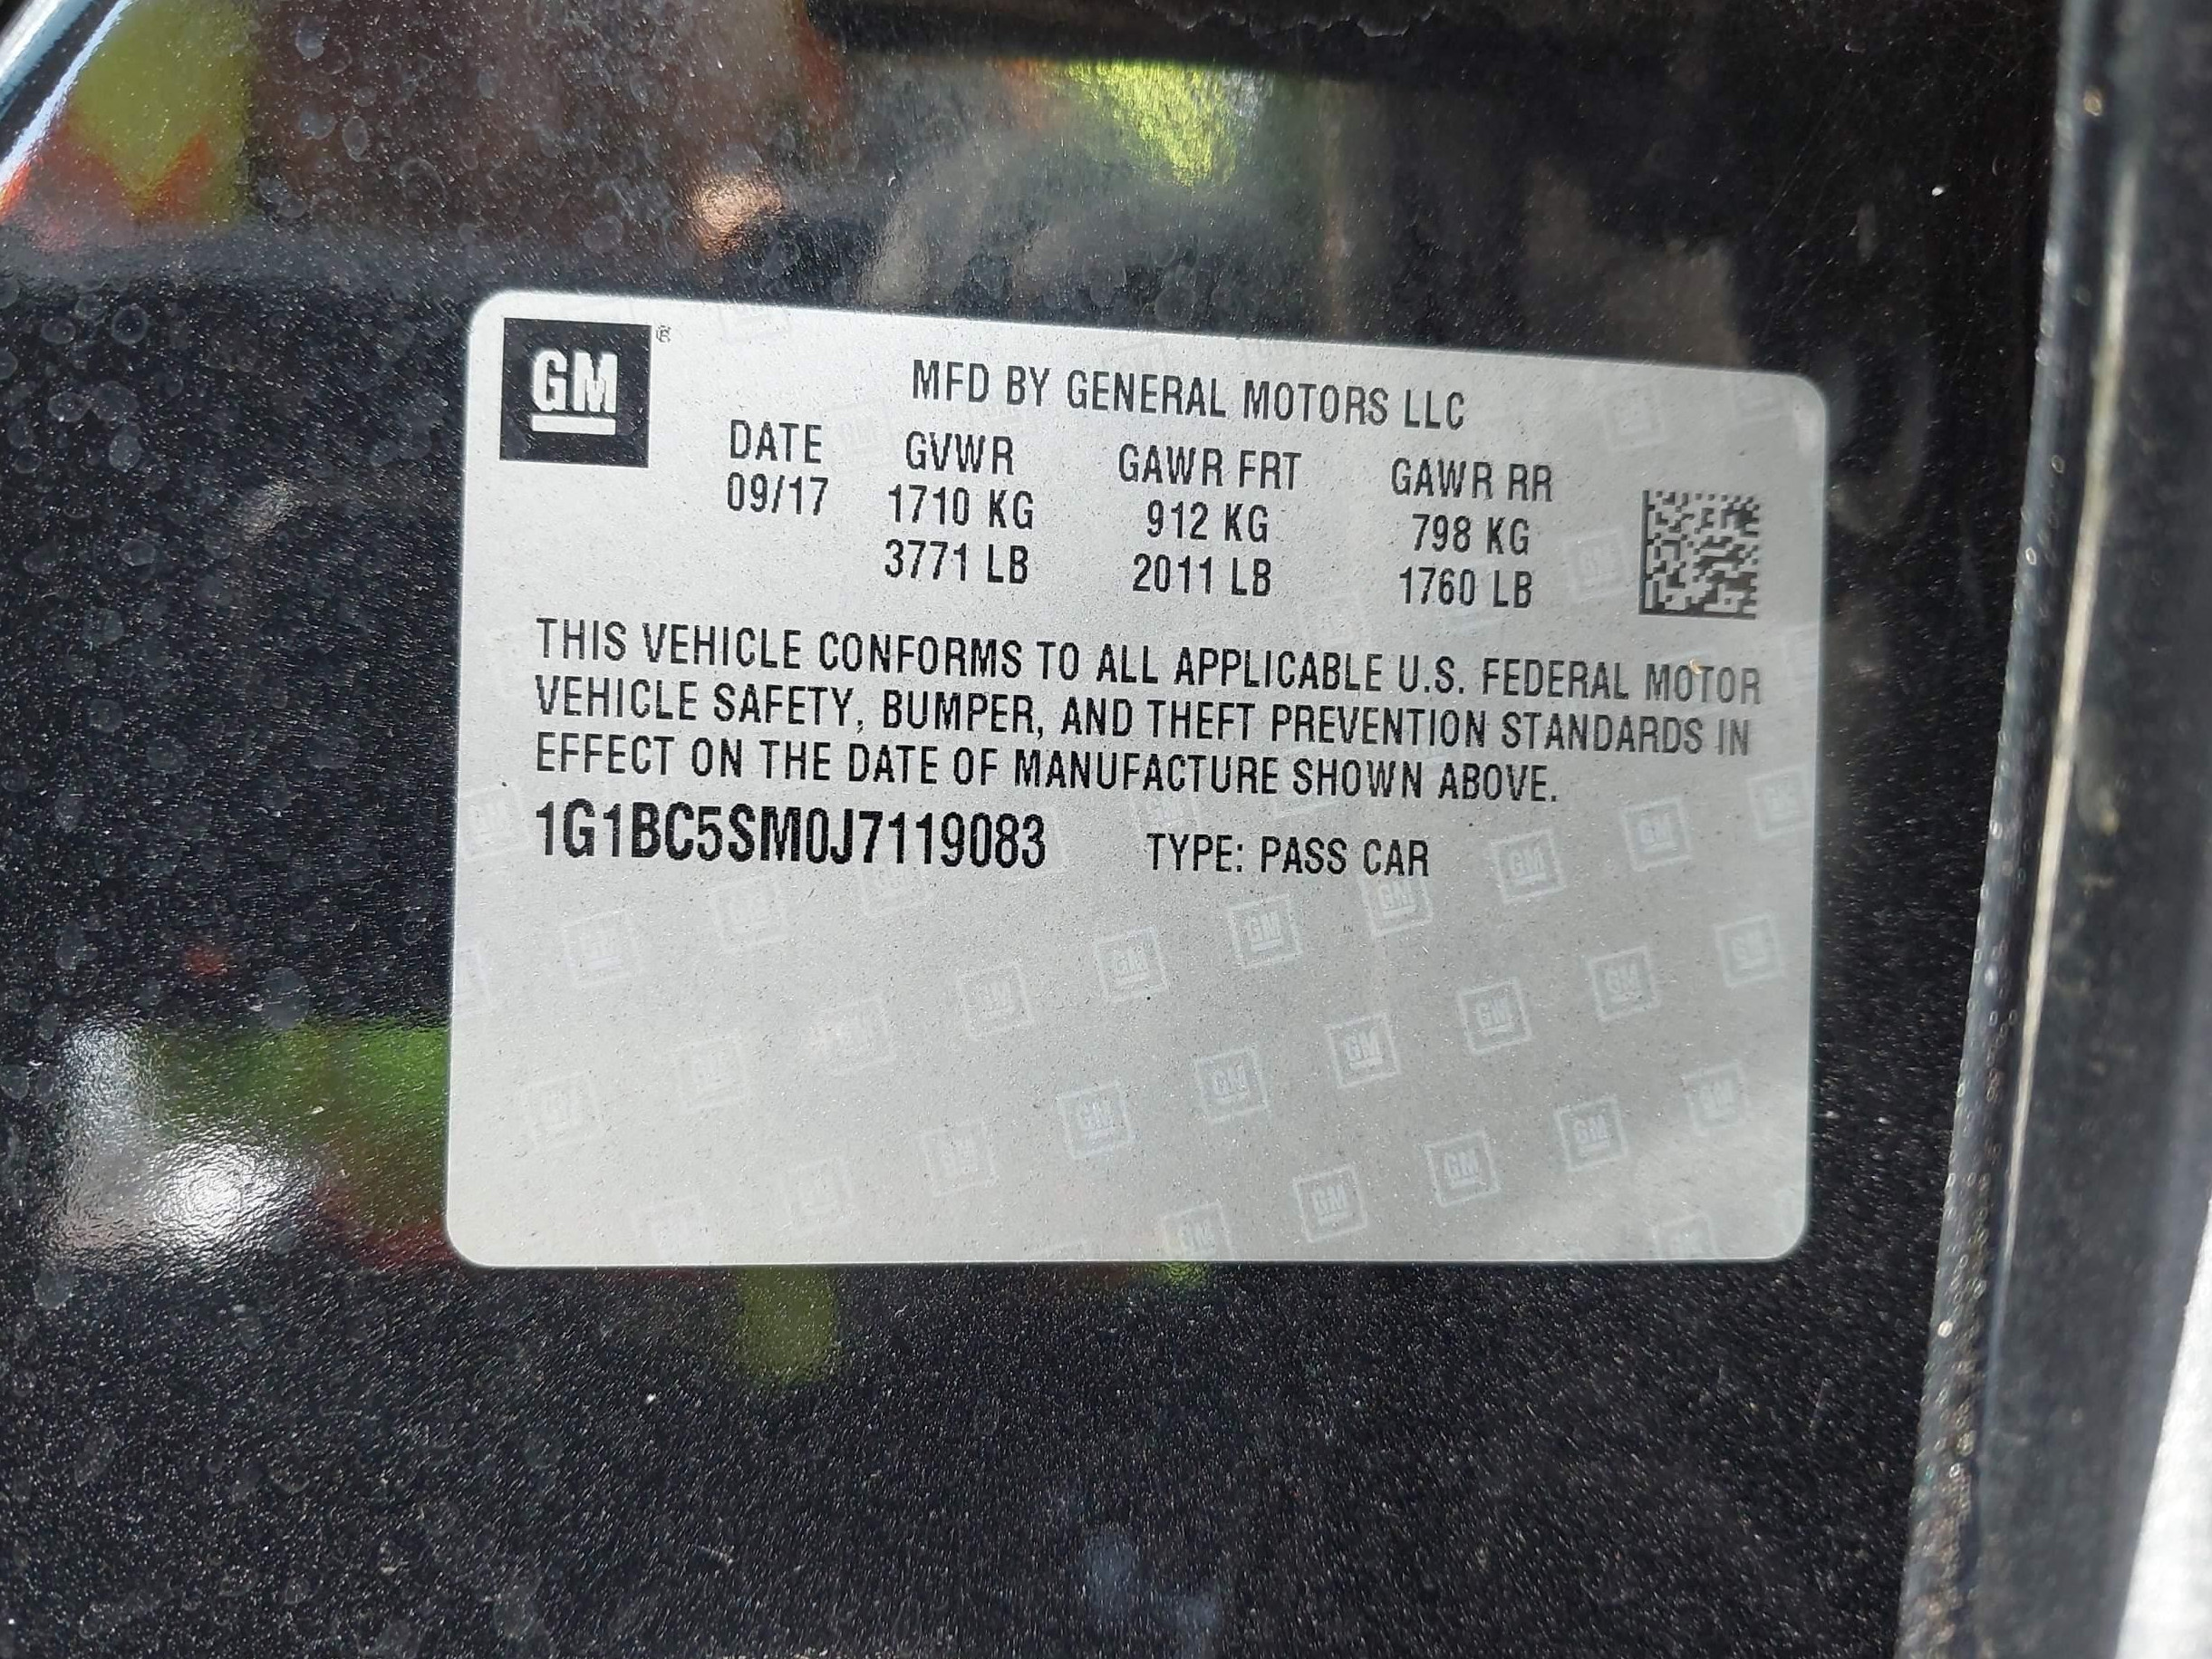 GM
MFD BY GENERAL MOTORS LLC
DATE GVWR GAWR FRT GAWR RR
09/17 1710 KG 912 KG 798 KG
3771 LB 2011 LB 1760 LB
THIS VEHICLE CONFORMS TO ALL APPLICABLE U.S. FEDERAL MOTOR
VEHICLE SAFETY, BUMPER, AND THEFT PREVENTION STANDARDS IN
EFFECT ON THE DATE OF MANUFACTURE SHOWN ABOVE.
1G1BC5SM0J7119083 TYPE: PASS CAR